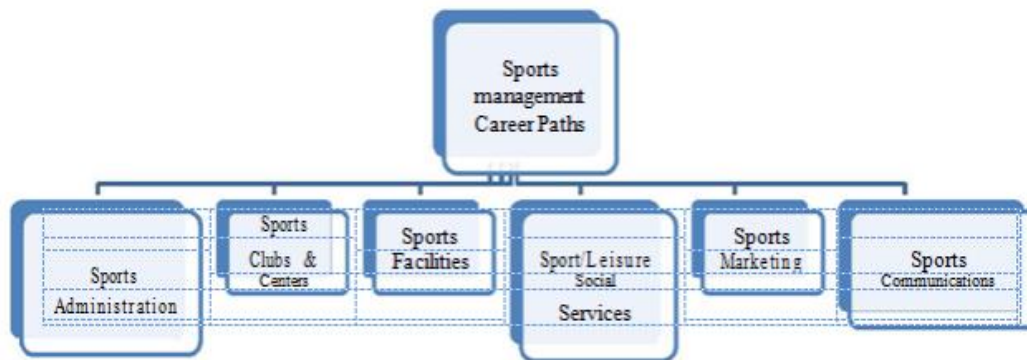 Sports
management
Career Paths
Sports
Administration
Sports
Clubs &
Centers
Sports
Facilities
Sport/Leisure
Social
Services
Sports
Marketing
Sports
Communications